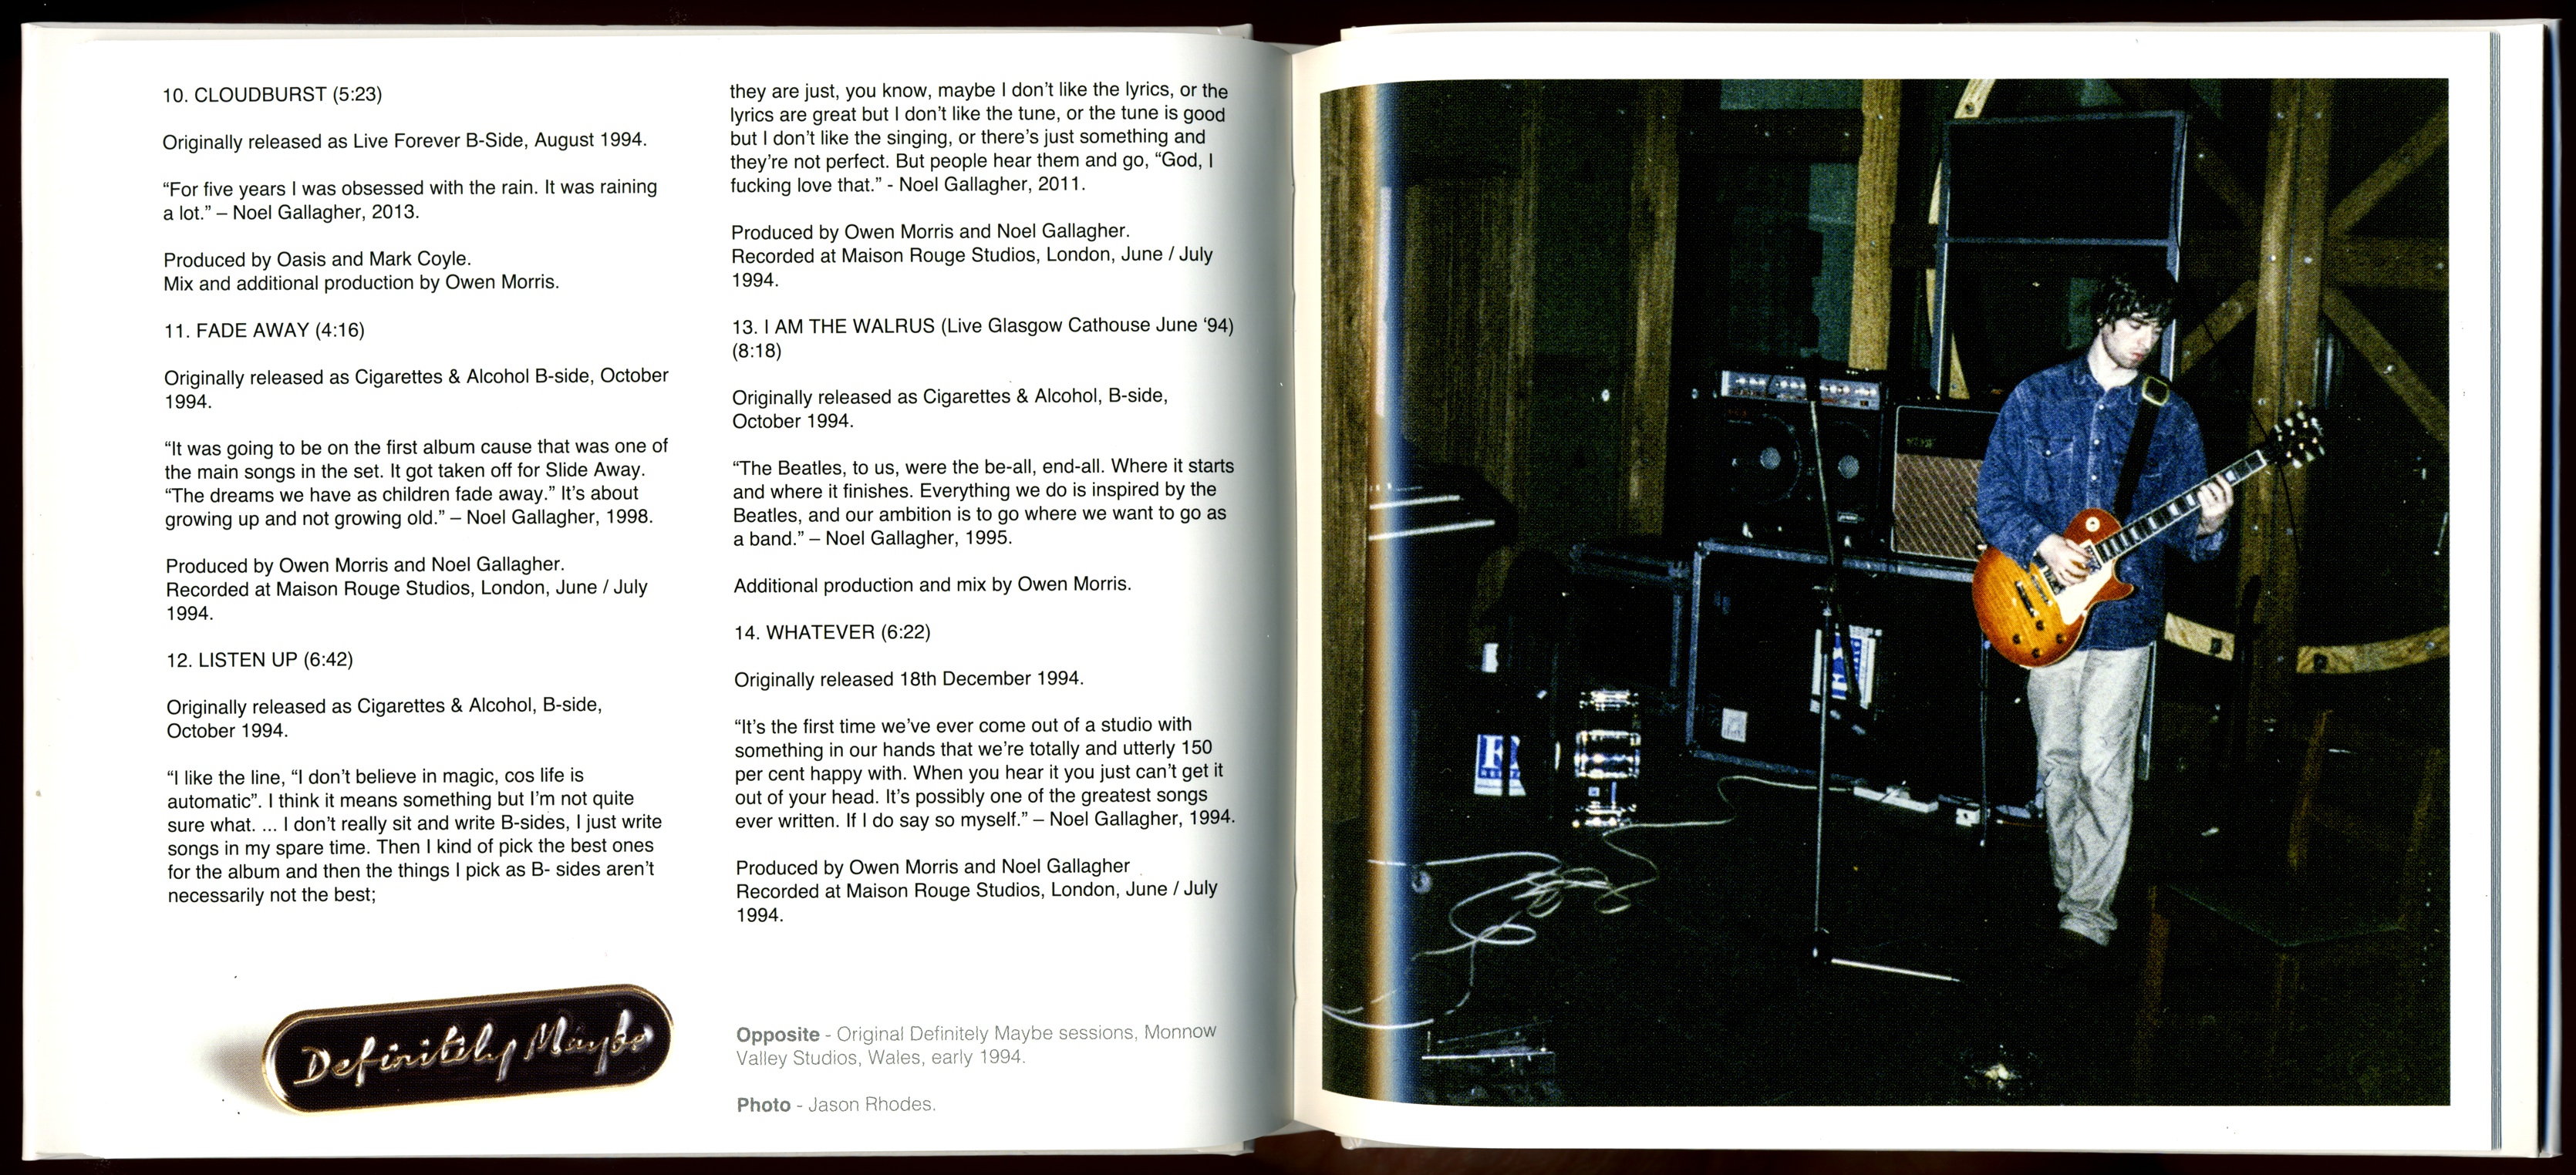 10. CLOUDBURST (5:23)
Originally released as Live Forever B-Side, August 1994.
“For five years I was obsessed with the rain. It was raining
a lot.” – Noel Gallagher, 2013.
Produced by Oasis and Mark Coyle.
Mix and additional production by Owen Morris.
11. FADE AWAY (4:16)
Originally released as Cigarettes & Alcohol B-side, October
1994.
“It was going to be on the first album cause that was one of
the main songs in the set. It got taken off for Slide Away.
“The dreams we have as children fade away.” It’s about
growing up and not growing old.” – Noel Gallagher, 1998.
Produced by Owen Morris and Noel Gallagher.
Recorded at Maison Rouge Studios, London, June / July
1994.
12. LISTEN UP (6:42)
Originally released as Cigarettes & Alcohol, B-side,
October 1994.
“I like the line, “I don’t believe in magic, cos life is
automatic”. I think it means something but I’m not quite
sure what. ... I don’t really sit and write B-sides, I just write
songs in my spare time. Then I kind of pick the best ones
for the album and then the things I pick as B- sides aren’t
necessarily not the best;
Definitely Maybe
they are just, you know, maybe I don’t like the lyrics, or the
lyrics are great but I don’t like the tune, or the tune is good
but I don’t like the singing, or there’s just something and
they’re not perfect. But people hear them and go, “God, I
fucking love that.” - Noel Gallagher, 2011.
Produced by Owen Morris and Noel Gallagher.
Recorded at Maison Rouge Studios, London, June / July
1994.
13. I AM THE WALRUS (Live Glasgow Cathouse June ‘94)
(8:18)
Originally released as Cigarettes & Alcohol, B-side,
October 1994.
“The Beatles, to us, were the be-all, end-all. Where it starts
and where it finishes. Everything we do is inspired by the
Beatles, and our ambition is to go where we want to go as
a band.” – Noel Gallagher, 1995.
Additional production and mix by Owen Morris.
14. WHATEVER (6:22)
Originally released 18th December 1994.
“It’s the first time we’ve ever come out of a studio with
something in our hands that we’re totally and utterly 150
per cent happy with. When you hear it you just can’t get it
out of your head. It’s possibly one of the greatest songs
ever written. If I do say so myself.” – Noel Gallagher, 1994.
Produced by Owen Morris and Noel Gallagher
Recorded at Maison Rouge Studios, London, June / July
1994.
Opposite - Original Definitely Maybe sessions, Monnow
Valley Studios, Wales, early 1994.
Photo - Jason Rhodes.